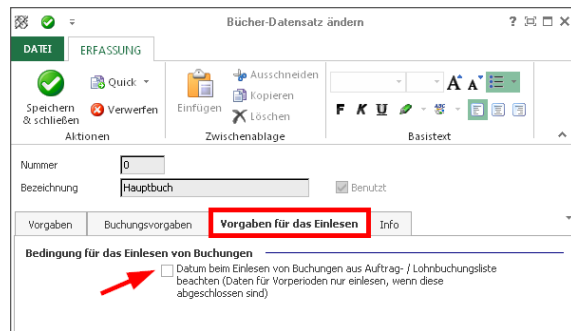 Bücher-Datensatz ändern
DATEI ERFASSUNG
Speichern & schließen
Quick
Verwerfen
Aktionen
Einfügen
Ausschneiden
Kopieren
Löschen
Zwischenablage
A A
F K U
Basistext
Nummer 0
Bezeichnung Hauptbuch Benutzt
Vorgaben Buchungsvorgaben Vorgaben für das Einlesen Info
Bedingung für das Einlesen von Buchungen
Datum beim Einlesen von Buchungen aus Auftrag- / Lohnbuchungsliste
beachten (Daten für Vorperioden nur einlesen, wenn diese
abgeschlossen sind)